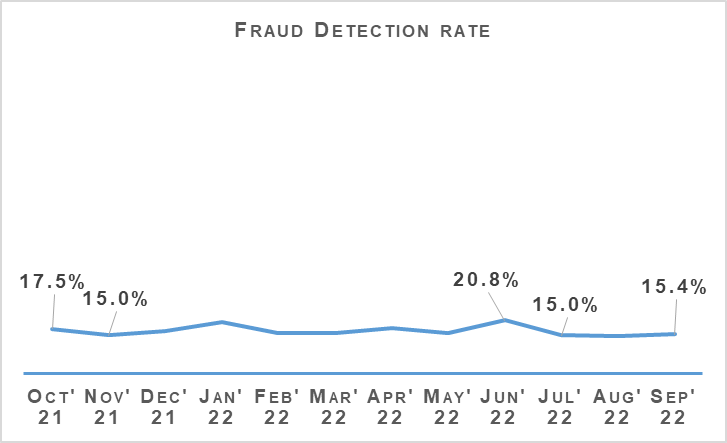 Fraud Detection rate
17.5%
15.0%
20.8%
15.0%
15.4%
Oct' Nov' Dec' Jan' Feb' Mar' Apr' May' Jun' Jul' Aug' Sep'
21 21 21 22 22 22 22 22 22 22 22 22